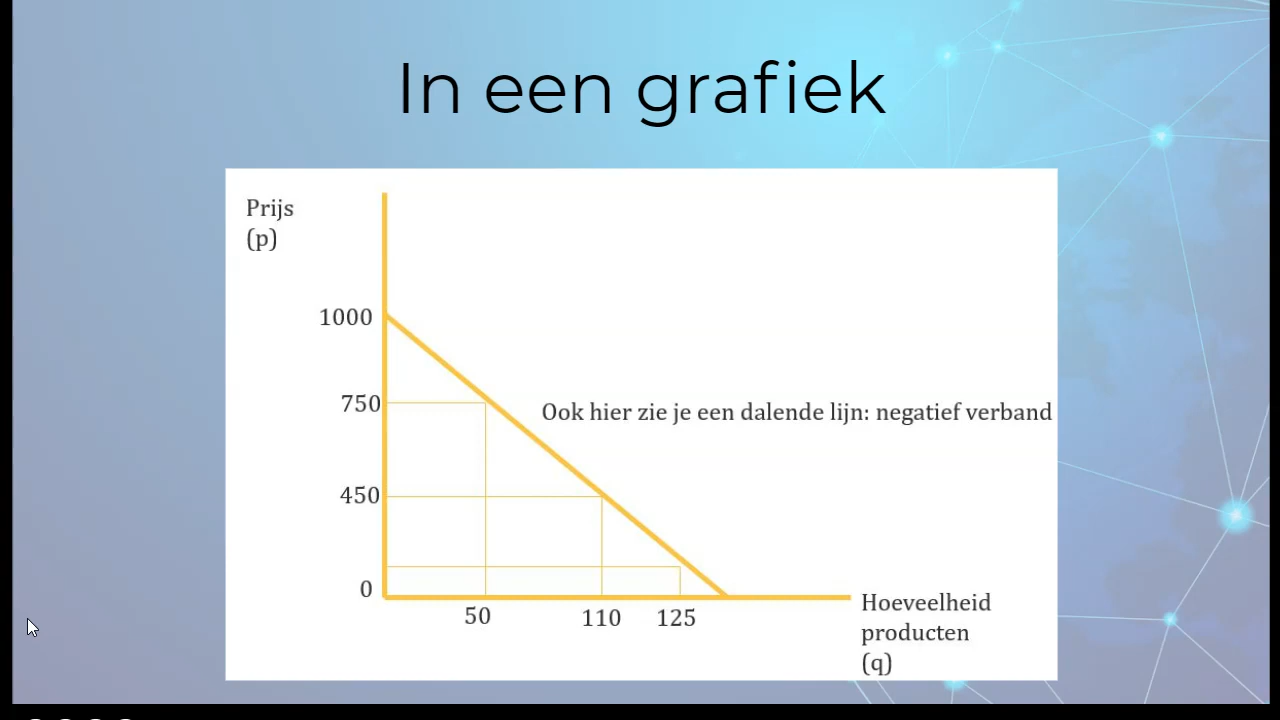 In een grafiek
Prijs
(p)
1000
750
Ook hier zie je een dalende lijn: negatief verband
450
0
50
110
125
Hoeveelheid
producten
(q)